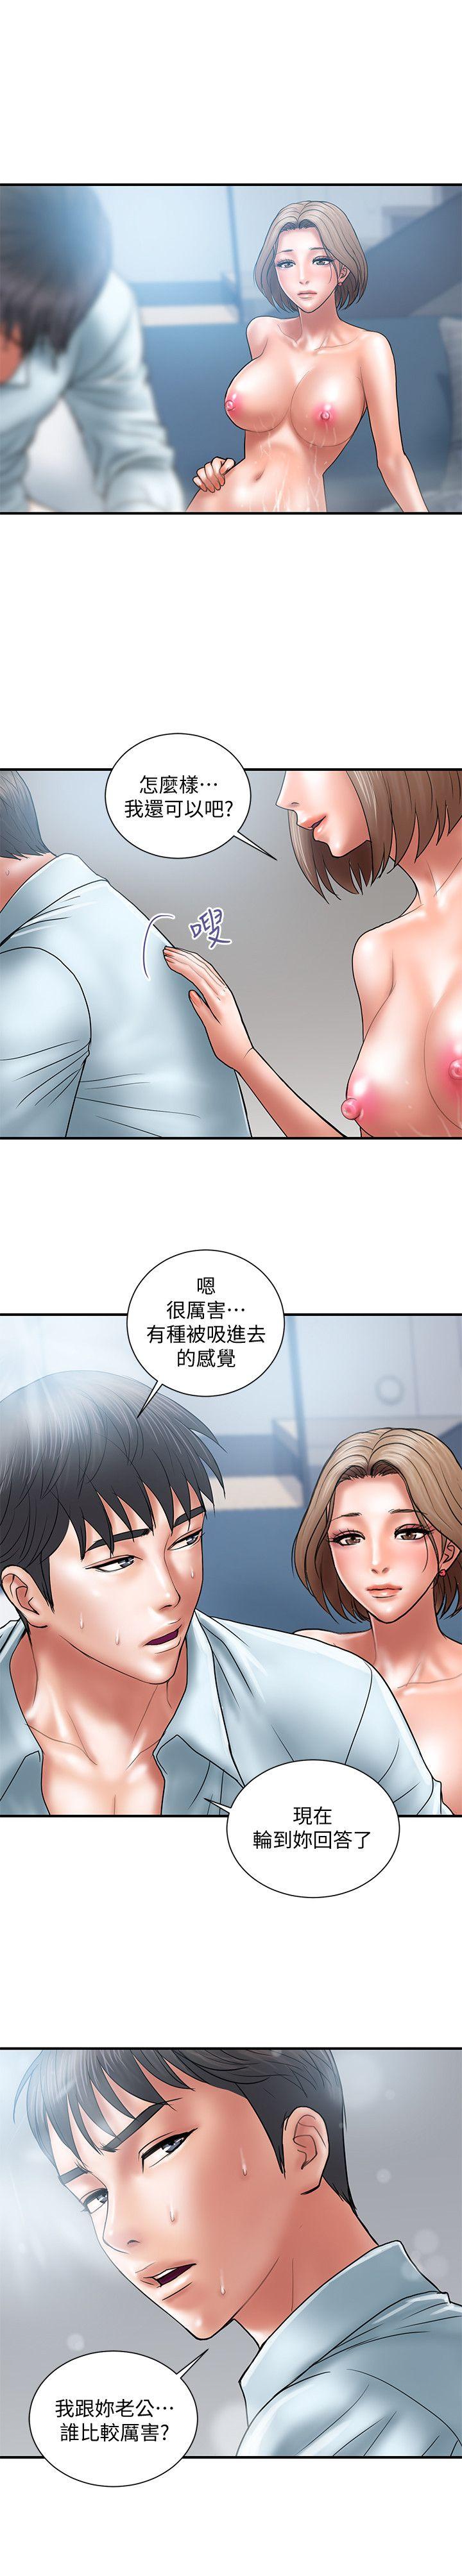 怎麼樣⋯
我還可以吧?
嗖
嗯
很厲害⋯
有種被吸進去
的感覺
現在
輪到妳回答了
我跟妳老公⋯
誰比較厲害?